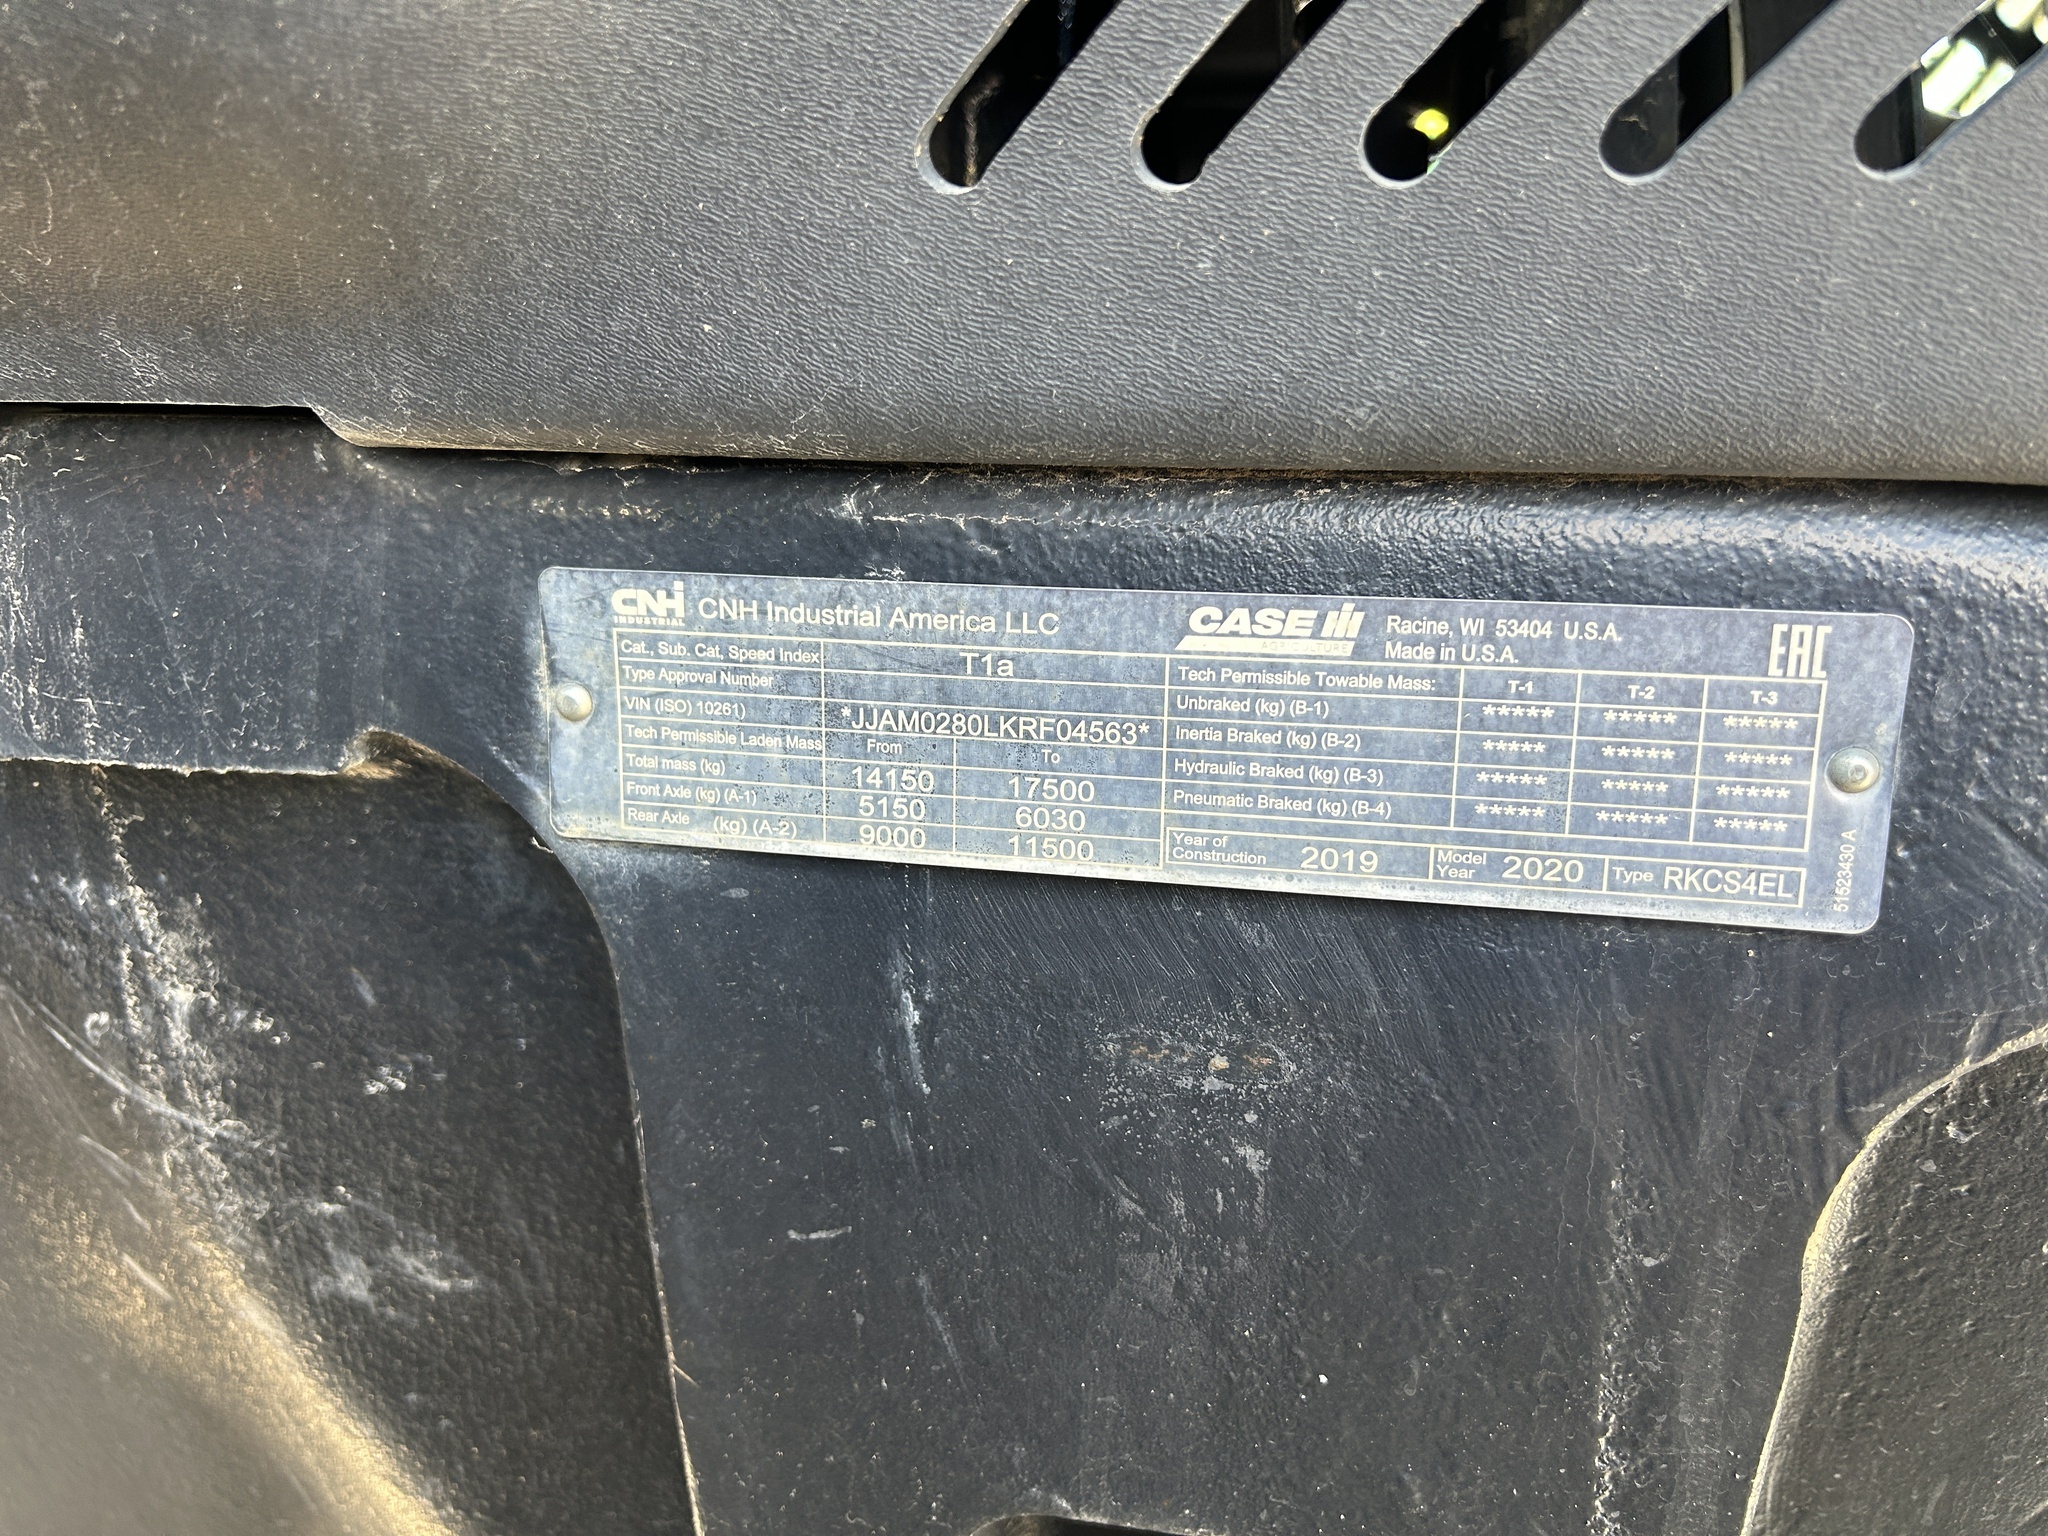 CNH INDUSTRIAL CNH Industrial America LLC
CASE IH AGRICULTURE
Racine, WI 53404 U.S.A.
Made in U.S.A.
EAC
Cat., Sub. Cat, Speed Index T1a
Type Approval Number
VIN (ISO) 10261) *JJAM0280LKRF04563*
Tech Permissible Laden Mass From To
Total mass (kg) 14150 17500
Front Axle (kg) (A-1) 5150 6030
Rear Axle (kg) (A-2) 9000 11500
Tech Permissible Towable Mass: T-1 T-2 T-3
Unbraked (kg) (B-1) ***** ***** *****
Inertia Braked (kg) (B-2) ***** ***** *****
Hydraulic Braked (kg) (B-3) ***** ***** *****
Pneumatic Braked (kg) (B-4) ***** ***** *****
Year of Construction 2019 Model Year 2020 Type RKCS4EL
51523430 A